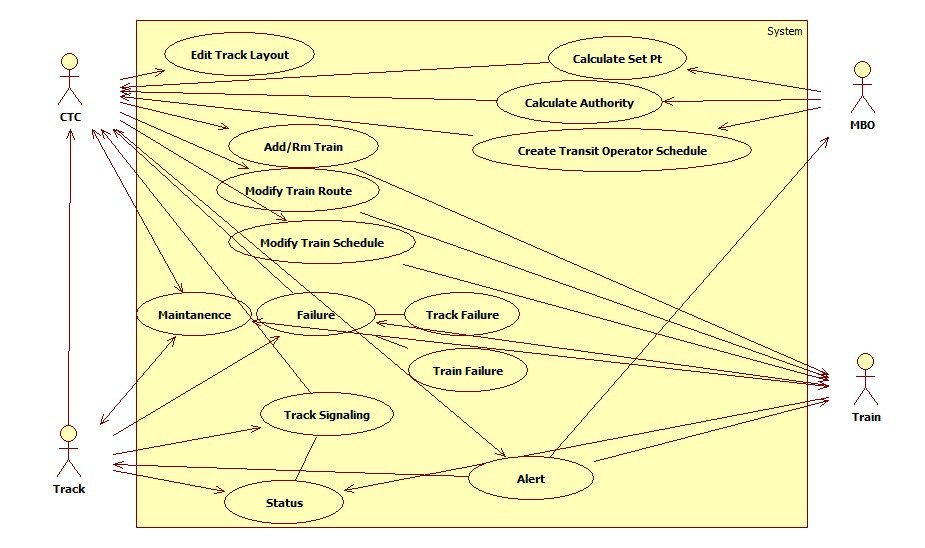 System
Edit Track Layout
Calculate Set Pt
CTC
Calculate Authority
MBO
Add/Rm Train
Create Transit Operator Schedule
Modify Train Route
Modify Train Schedule
Maintanence
Failure
Track Failure
Train Failure
Train
Track Signaling
Track
Alert
Status